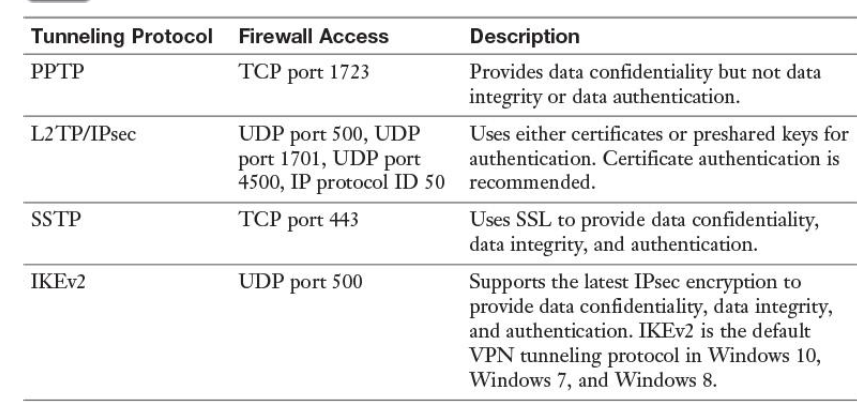 Tunneling Protocol Firewall Access Description
PPTP TCP port 1723 Provides data confidentiality but not data
integrity or data authentication.
L2TP/IPsec UDP port 500, UDP Uses either certificates or preshared keys for
port 1701, UDP port authentication. Certificate authentication is
4500, IP protocol ID 50 recommended.
SSTP TCP port 443 Uses SSL to provide data confidentiality,
data integrity, and authentication.
IKEv2 UDP port 500 Supports the latest IPsec encryption to
provide data confidentiality, data integrity,
and authentication. IKEv2 is the default
VPN tunneling protocol in Windows 10,
Windows 7, and Windows 8.